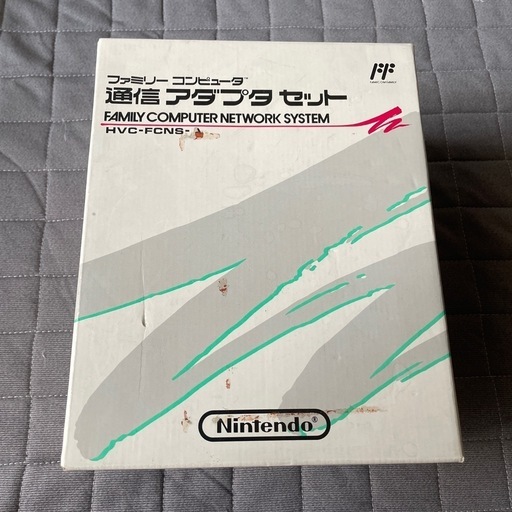 ファミリー コンピュータ™
通信アダプタセット
FAMILY COMPUTER NETWORK SYSTEM
HVC-FCNS-
Nintendo®